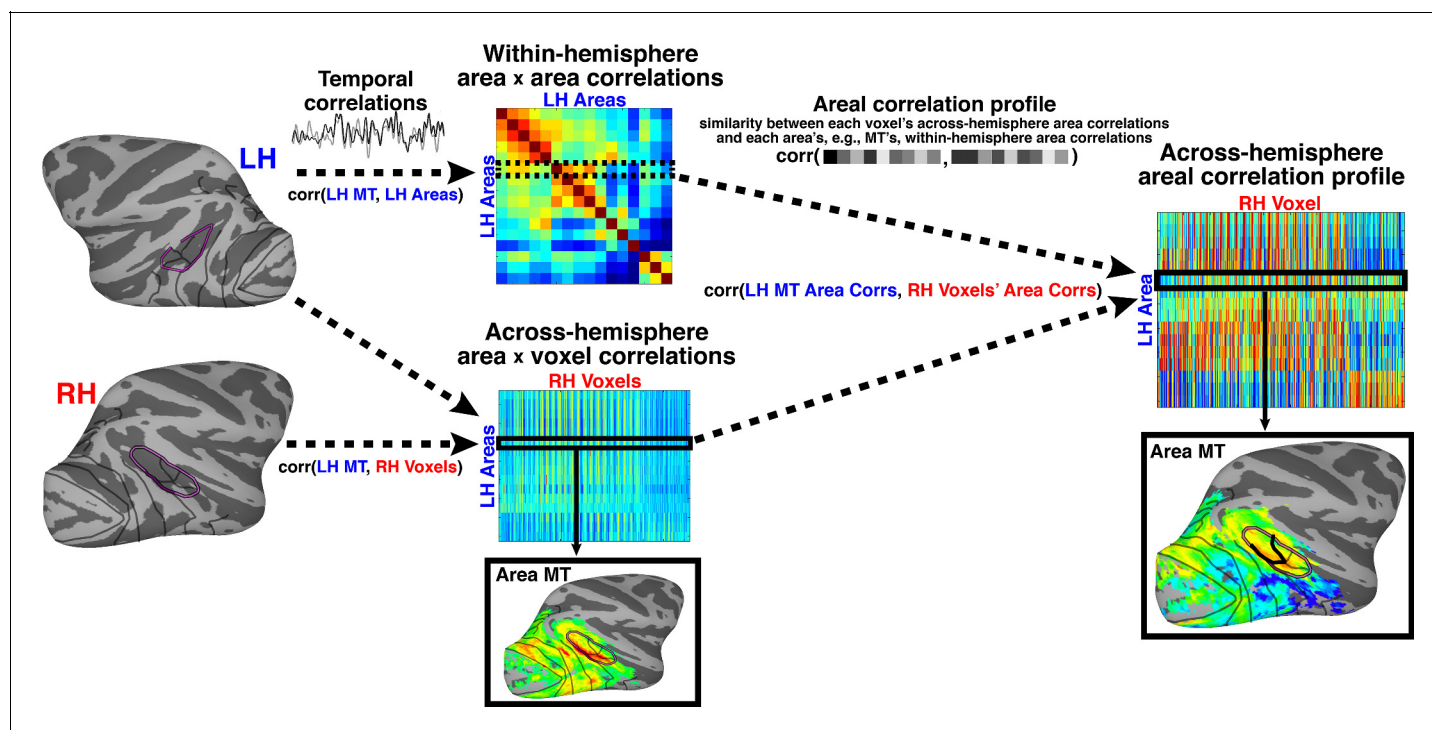 Temporal
correlations
LH
corr(LH MT, LH Areas)
Within-hemisphere
area x area correlations
LH Areas
LH Areas
Areal correlation profile
similarity between each voxel's across-hemisphere area correlations
and each area's, e.g., MT's, within-hemisphere area correlations
corr( , )
Across-hemisphere
areal correlation profile
RH Voxel
LH Area
corr(LH MT Area Corrs, RH Voxels' Area Corrs)
RH
corr(LH MT, RH Voxels)
Across-hemisphere
area x voxel correlations
RH Voxels
LH Areas
Area MT
Area MT